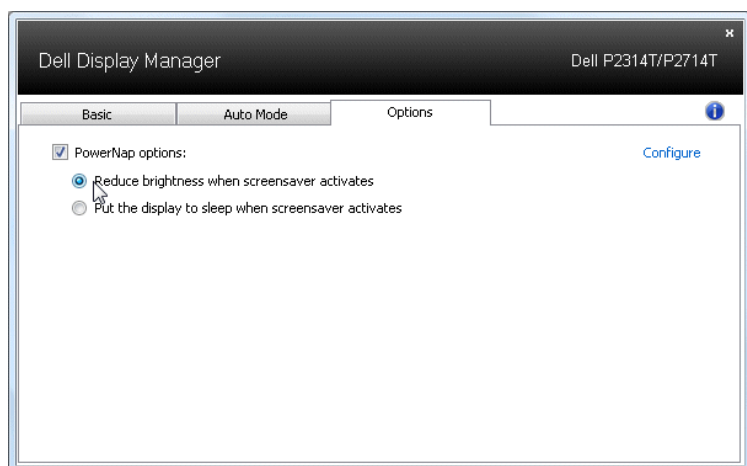 Dell Display Manager
Dell P2314T/P2714T
Basic
Auto Mode
Options
PowerNap options:
Configure
Reduce brightness when screensaver activates
Put the display to sleep when screensaver activates